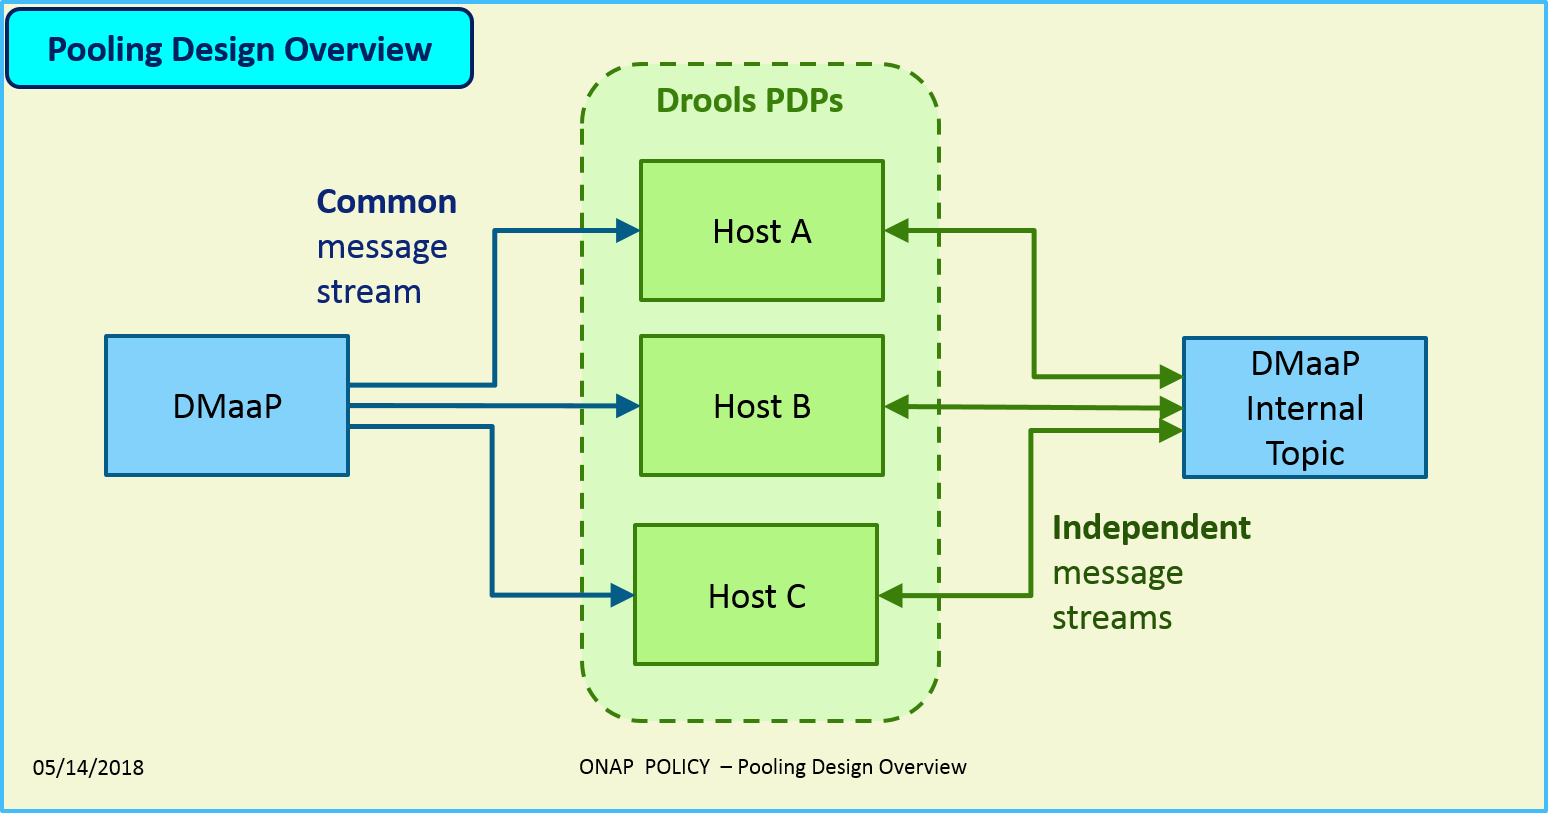 Pooling Design Overview
Drools PDPs
Common
message
stream
Host A
DMaaP
Host B
DMaaP
Internal
Topic
Host C
Independent
message
streams
05/14/2018
ONAP POLICY – Pooling Design Overview